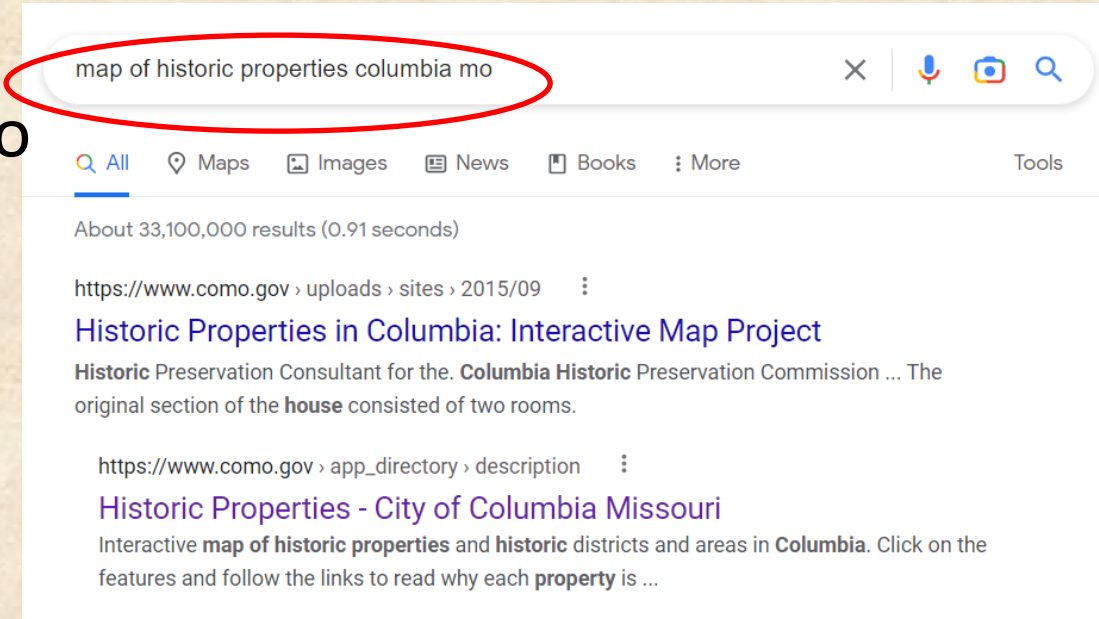 map of historic properties columbia mo
o
All Maps Images News Books More Tools
About 33,100,000 results (0.91 seconds)
https://www.como.gov › uploads › sites › 2015/09
Historic Properties in Columbia: Interactive Map Project
Historic Preservation Consultant for the. Columbia Historic Preservation Commission ... The
original section of the house consisted of two rooms.
https://www.como.gov › app_directory › description
Historic Properties - City of Columbia Missouri
Interactive map of historic properties and historic districts and areas in Columbia. Click on the
features and follow the links to read why each property is ...